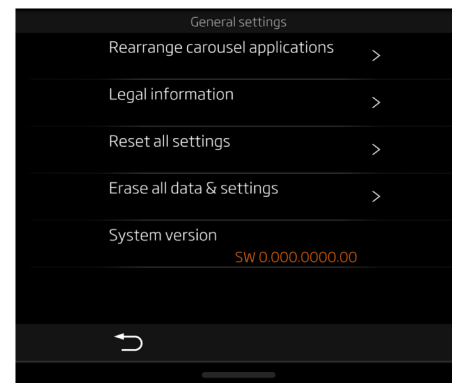 General settings
Rearrange carousel applications
Legal information
Reset all settings
Erase all data & settings
System version
SW 0.000.0000.00